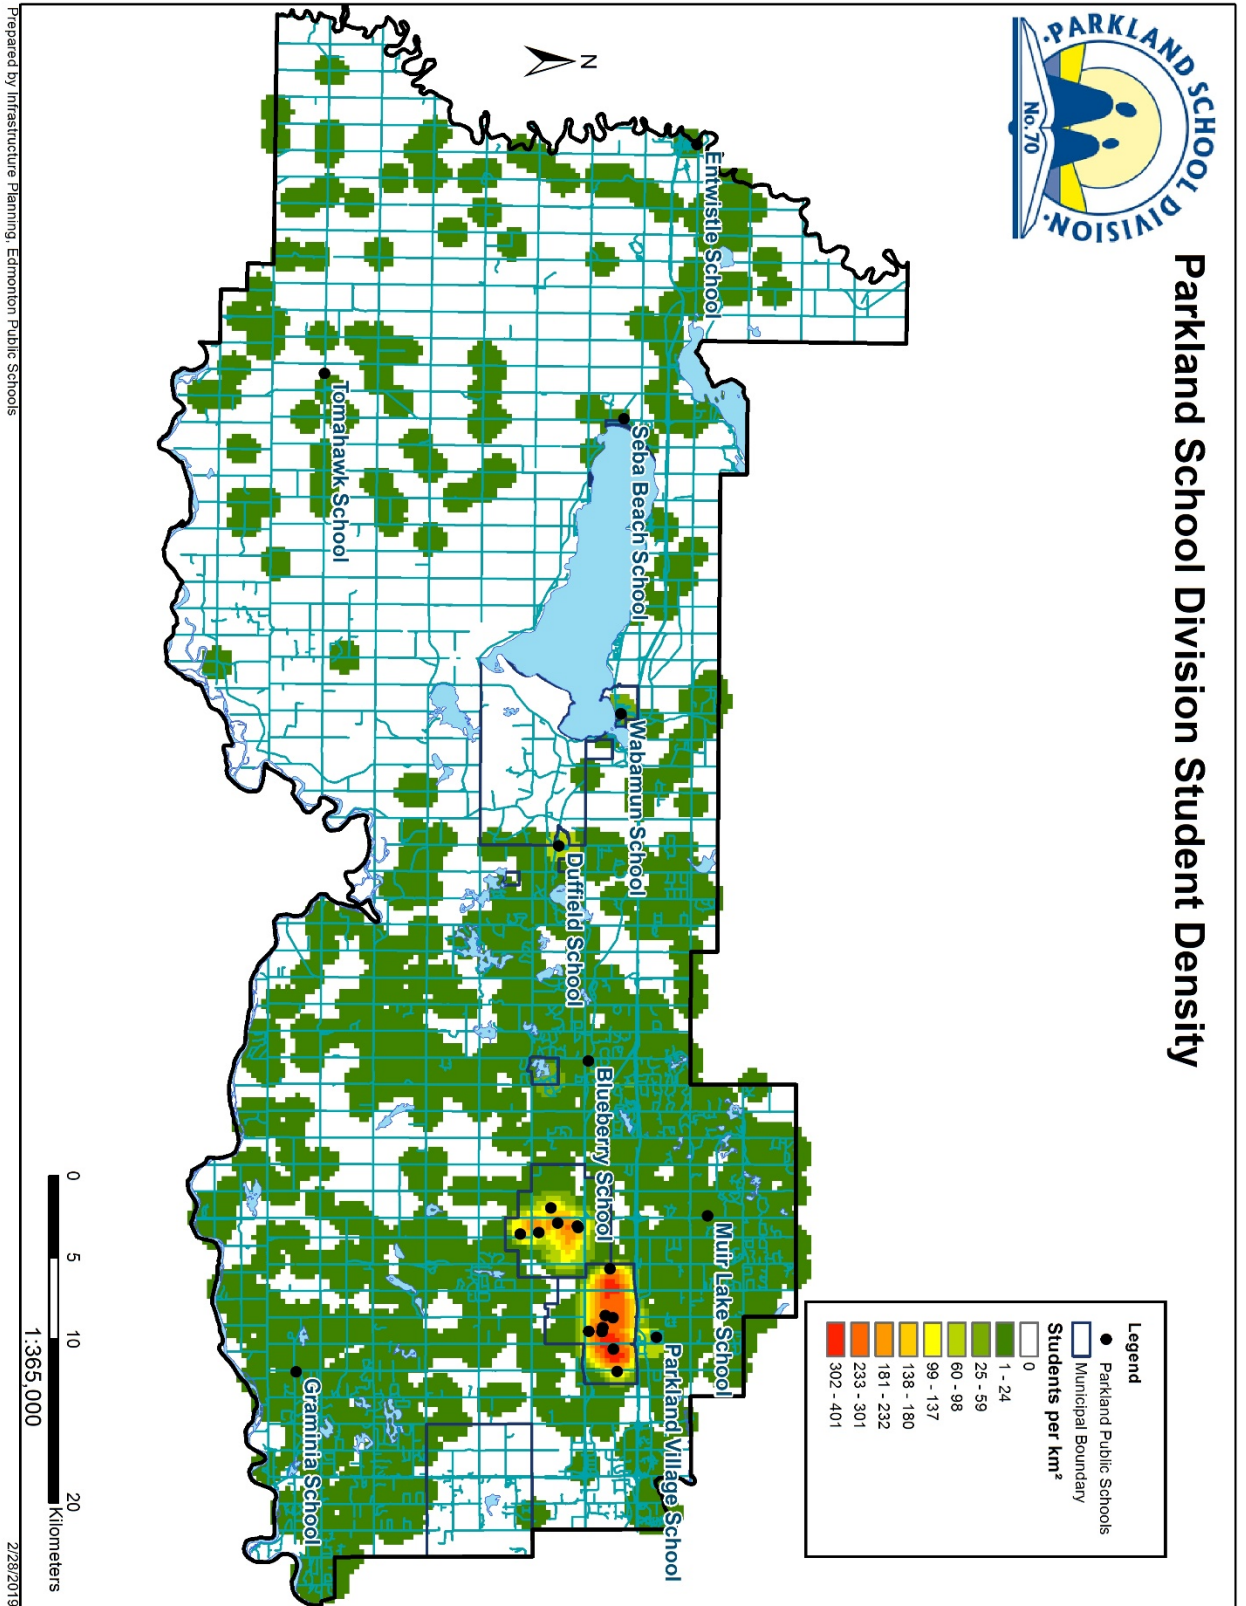 Parkland School Division Student Density
PARKLAND SCHOOL DIVISION
No.70
N
Entwistle School
Tomahawk School
Seba Beach School
Wabamun School
Duffield School
Blueberry School
Muir Lake School
Parkland Village School
Graminia School
Legend
Parkland Public Schools
Municipal Boundary
Students per km²
0
1 - 24
25 - 59
60 - 98
99 - 137
138 - 180
181 - 232
233 - 301
302 - 401
0 5 10 20
Kilometers
1:365,000
Prepared by Infrastructure Planning, Edmonton Public Schools
2/28/2019